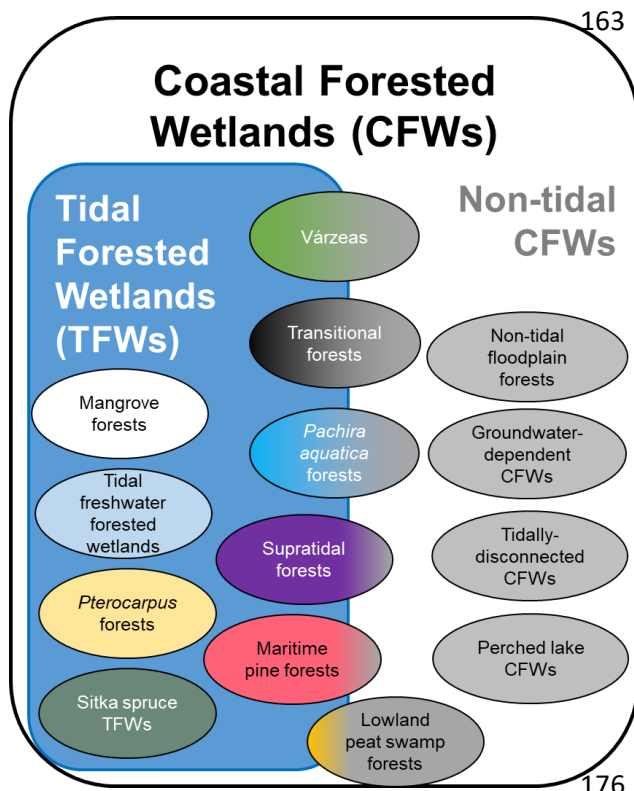 163
Coastal Forested
Wetlands (CFWs)
Tidal
Forested
Wetlands
(TFWs)
Non-tidal
CFWs
Várzeas
Transitional
forests
Non-tidal
floodplain
forests
Mangrove
forests
Pachira
aquatica
forests
Groundwater-
dependent
CFWs
Tidal
freshwater
forested
wetlands
Supratidal
forests
Tidally-
disconnected
CFWs
Pterocarpus
forests
Maritime
pine forests
Perched lake
CFWs
Sitka spruce
TFWs
Lowland
peat swamp
forests
176